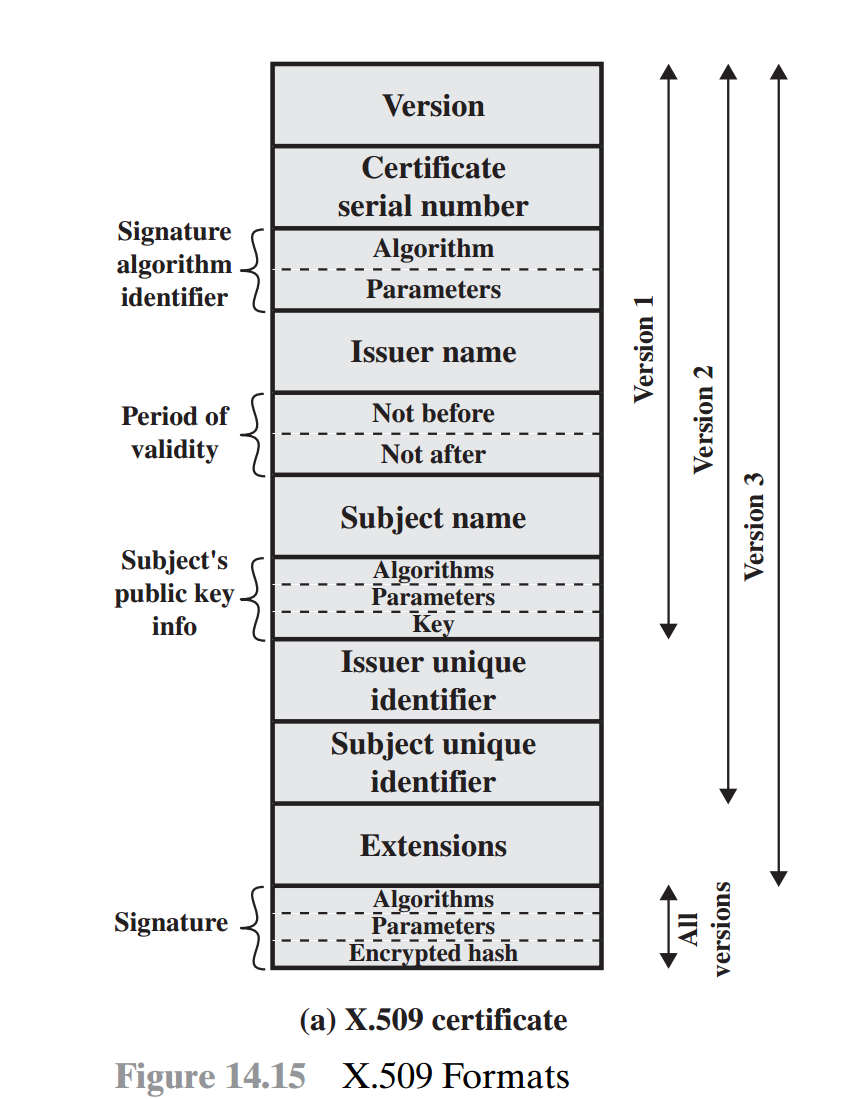 Version
Certificate
serial number
Signature
algorithm
identifier
Algorithm
Parameters
Issuer name
Period of
validity
Not before
Not after
Subject name
Subject's
public key
info
Algorithms
Parameters
Key
Issuer unique
identifier
Subject unique
identifier
Extensions
Signature
Algorithms
Parameters
Encrypted hash
Version 1
Version 2
Version 3
All
versions
(a) X.509 certificate
Figure 14.15 X.509 Formats